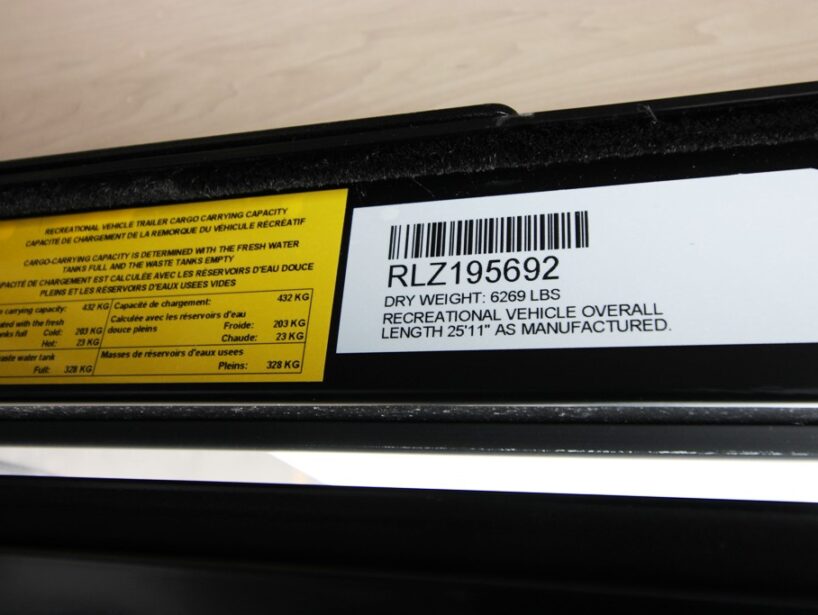 RECREATIONAL VEHICLE TRAILER CARGO CARRYING CAPACITY
CAPACITÉ DE CHARGEMENT DE LA REMORQUE DU VÉHICULE RÉCRÉATIF
CARGO-CARRYING CAPACITY IS DETERMINED WITH THE FRESH WATER
TANKS FULL AND THE WASTE TANKS EMPTY
DE CHARGEMENT EST CALCULÉE AVEC LES RÉSERVOIRS D'EAU DOUCE
PLEINS ET LES RÉSERVOIRS D'EAUX USEES VIDES
carrying capacity: 432 KG
with the fresh
full Cold: 203 KG
Hot: 23 KG
water tank
Full: 328 KG
Capacité de chargement: 432 KG
Calculée avec les réservoirs d'eau
douce pleins Froide: 203 KG
Chaude: 23 KG
Masses de réservoirs d'eaux usees
Pleins: 328 KG
RLZ195692
DRY WEIGHT: 6269 LBS
RECREATIONAL VEHICLE OVERALL
LENGTH 25'11" AS MANUFACTURED.